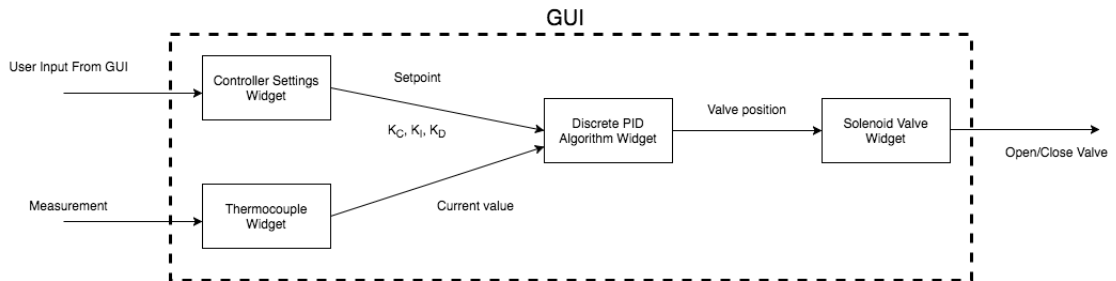 GUI
User Input From GUI
Controller Settings
Widget
Setpoint
K_C, K_I, K_D
Discrete PID
Algorithm Widget
Valve position
Solenoid Valve
Widget
Open/Close Valve
Measurement
Thermocouple
Widget
Current value